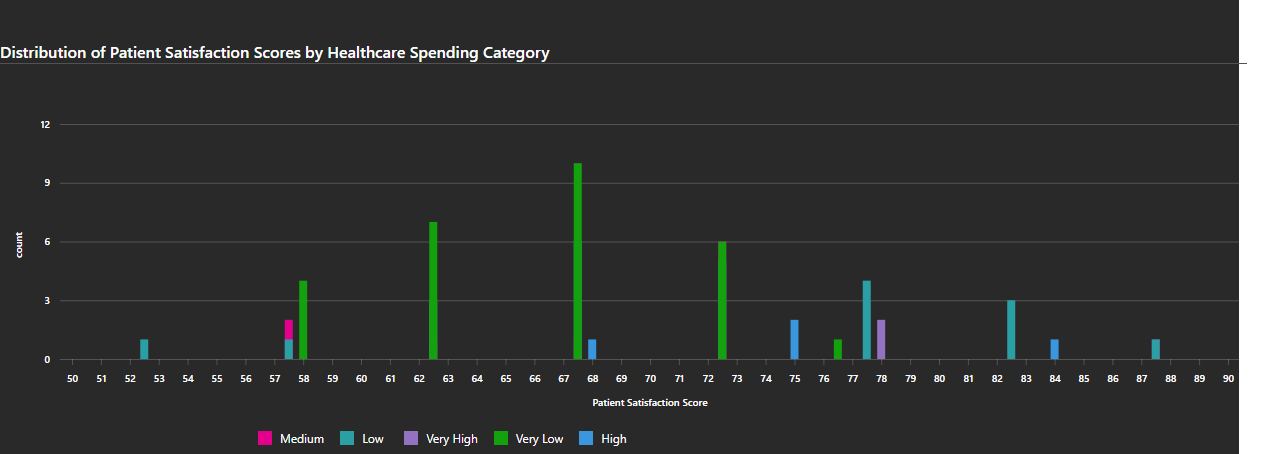 Distribution of Patient Satisfaction Scores by Healthcare Spending Category
12
9
6
3
0
count
50 51 52 53 54 55 56 57 58 59 60 61 62 63 64 65 66 67 68 69 70 71 72 73 74 75 76 77 78 79 80 81 82 83 84 85 86 87 88 89 90
Patient Satisfaction Score
Medium Low Very High Very Low High